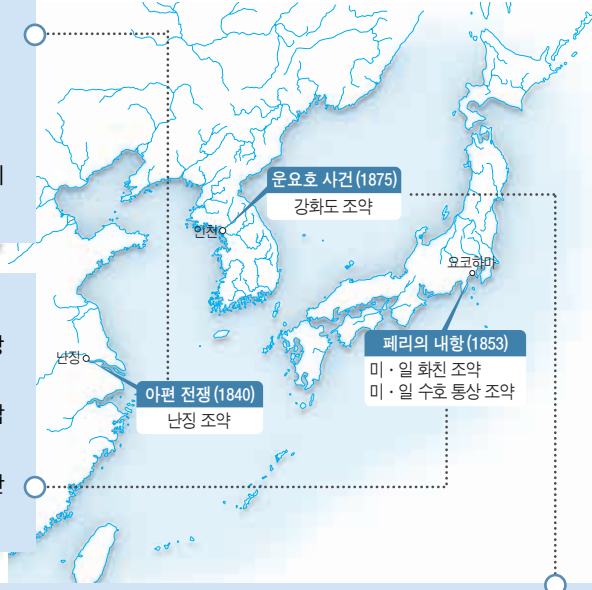 운요호 사건(1875)
강화도 조약
인천
요코하마
페리의 내항(1853)
미·일 화친 조약
미·일 수호 통상 조약
난징
아편 전쟁(1840)
난징 조약